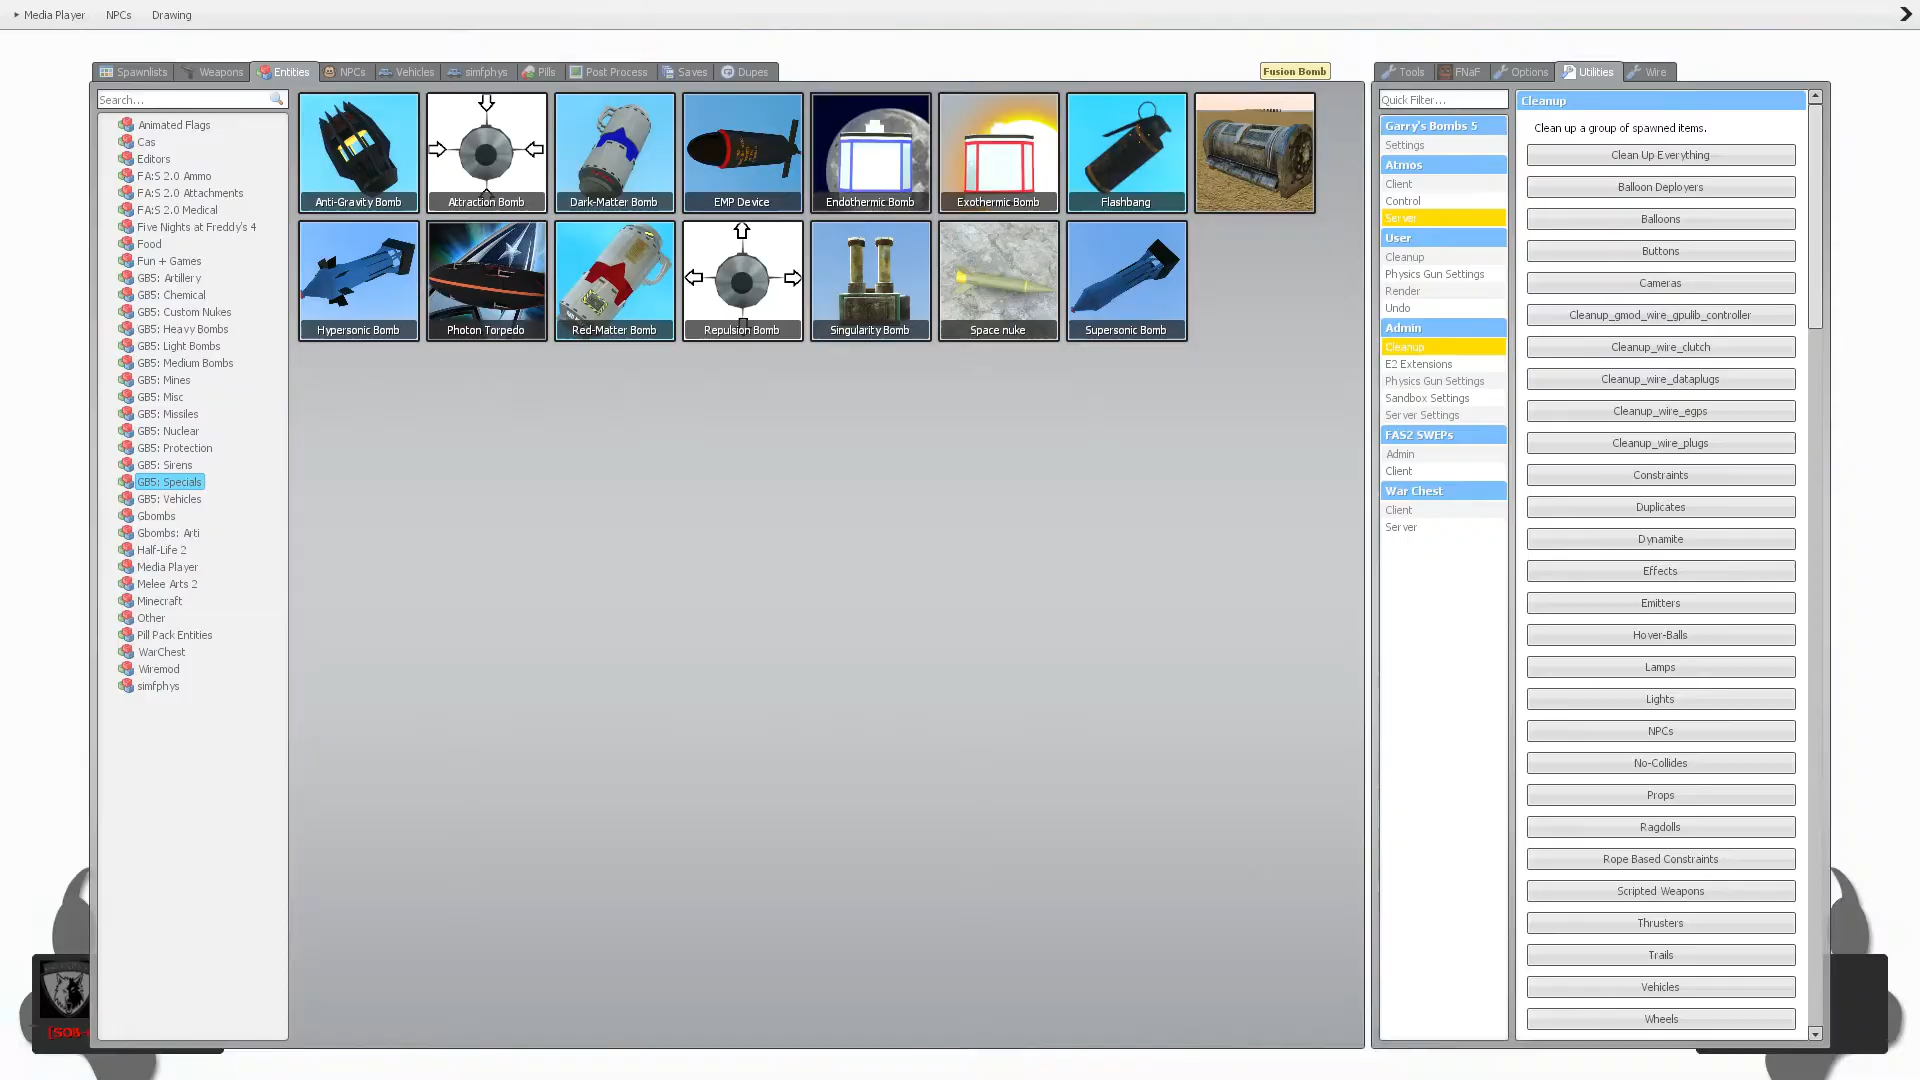 Media Player NPCs Drawing
Spawnlists Weapons Entities NPCs Vehicles simfphys Pills Post Process Saves Dupes
Fusion Bomb
Tools FNaF Options Utilities Wire
Search...
Animated Flags
Cas
Editors
FA:S 2.0 Ammo
FA:S 2.0 Attachments
FA:S 2.0 Medical
Five Nights at Freddy's 4
Food
Fun + Games
GB5: Artillery
GB5: Chemical
GB5: Custom Nukes
GB5: Heavy Bombs
GB5: Light Bombs
GB5: Medium Bombs
GB5: Mines
GB5: Misc
GB5: Missiles
GB5: Nuclear
GB5: Protection
GB5: Sirens
GB5: Specials
GB5: Vehicles
Gbombs
Gbombs: Arti
Half-Life 2
Media Player
Melee Arts 2
Minecraft
Other
Pill Pack Entities
WarChest
Wiremod
simfphys
Anti-Gravity Bomb
Attraction Bomb
Dark-Matter Bomb
EMP Device
Endothermic Bomb
Exothermic Bomb
Flashbang
Hypersonic Bomb
Photon Torpedo
Red-Matter Bomb
Repulsion Bomb
Singularity Bomb
Space nuke
Supersonic Bomb
Quick Filter...
Garry's Bombs 5
Settings
Atmos
Client
Control
Server
User
Cleanup
Physics Gun Settings
Render
Undo
Admin
Cleanup
E2 Extensions
Physics Gun Settings
Sandbox Settings
Server Settings
FAS2 SWEPs
Admin
Client
War Chest
Client
Server
Cleanup
Clean up a group of spawned items.
Clean Up Everything
Balloon Deployers
Balloons
Buttons
Cameras
Cleanup_gmod_wire_gpulib_controller
Cleanup_wire_clutch
Cleanup_wire_dataplugs
Cleanup_wire_egps
Cleanup_wire_plugs
Constraints
Duplicates
Dynamite
Effects
Emitters
Hover-Balls
Lamps
Lights
NPCs
No-Collides
Props
Ragdolls
Rope Based Constraints
Scripted Weapons
Thrusters
Trails
Vehicles
Wheels
[SOB-